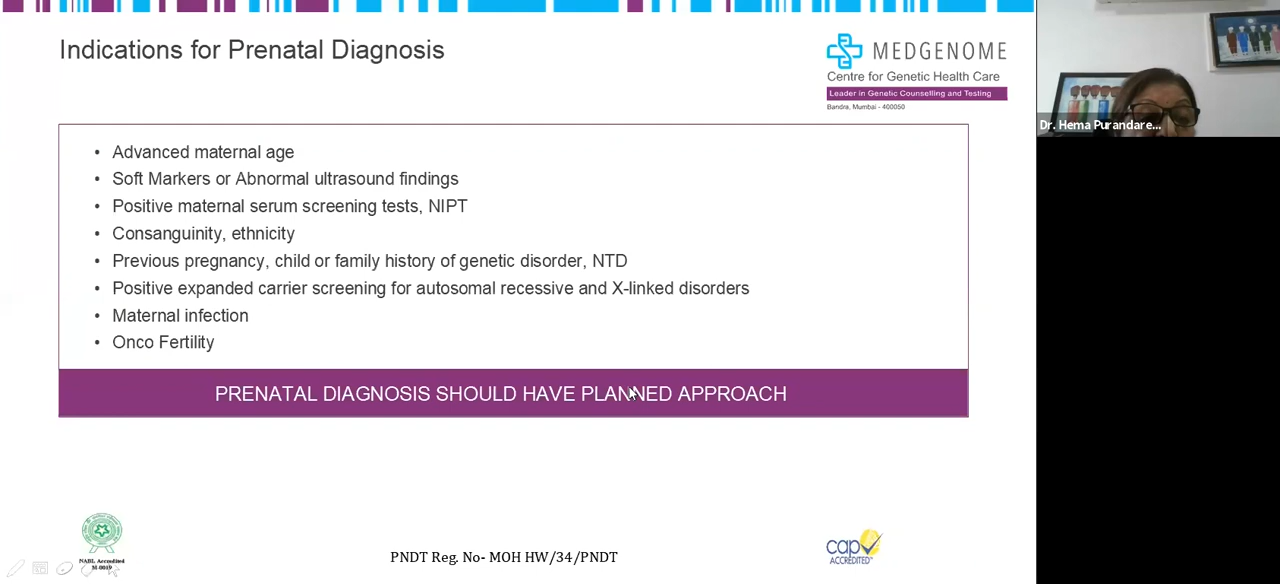 Indications for Prenatal Diagnosis
MEDGENOME
Centre for Genetic Health Care
Leader in Genetic Counselling and Testing
Bandra, Mumbai - 400050
Dr. Hema Purandare...
• Advanced maternal age
• Soft Markers or Abnormal ultrasound findings
• Positive maternal serum screening tests, NIPT
• Consanguinity, ethnicity
• Previous pregnancy, child or family history of genetic disorder, NTD
• Positive expanded carrier screening for autosomal recessive and X-linked disorders
• Maternal infection
• Onco Fertility
PRENATAL DIAGNOSIS SHOULD HAVE PLANNED APPROACH
NABL Accredited
M-0019
PNDT Reg. No- MOH HW/34/PNDT
cap
ACCREDITED